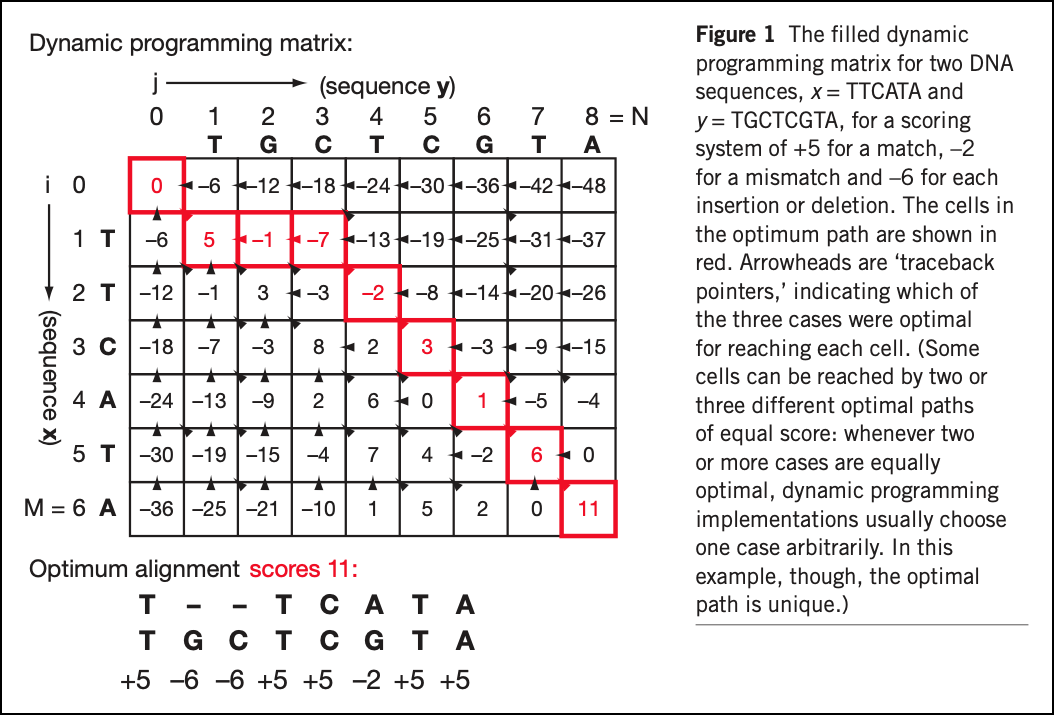 Dynamic programming matrix:
j (sequence y)
0 1 2 3 4 5 6 7 8 = N
T G C T C G T A
i 0 0 –6 –12 –18 –24 –30 –36 –42 –48
1 T –6 5 –1 –7 –13 –19 –25 –31 –37
2 T –12 –1 3 –3 –2 –8 –14 –20 –26
3 C –18 –7 –3 8 2 3 –3 –9 –15
4 A –24 –13 –9 2 6 0 1 –5 –4
5 T –30 –19 –15 –4 7 4 –2 6 0
M = 6 A –36 –25 –21 –10 1 5 2 0 11
(sequence x)
Optimum alignment scores 11:
T – – T C A T A
T G C T C G T A
+5 –6 –6 +5 +5 –2 +5 +5
Figure 1 The filled dynamic
programming matrix for two DNA
sequences, x = TTCATA and
y = TGCTCGTA, for a scoring
system of +5 for a match, –2
for a mismatch and –6 for each
insertion or deletion. The cells in
the optimum path are shown in
red. Arrowheads are ‘traceback
pointers,’ indicating which of
the three cases were optimal
for reaching each cell. (Some
cells can be reached by two or
three different optimal paths
of equal score: whenever two
or more cases are equally
optimal, dynamic programming
implementations usually choose
one case arbitrarily. In this
example, though, the optimal
path is unique.)